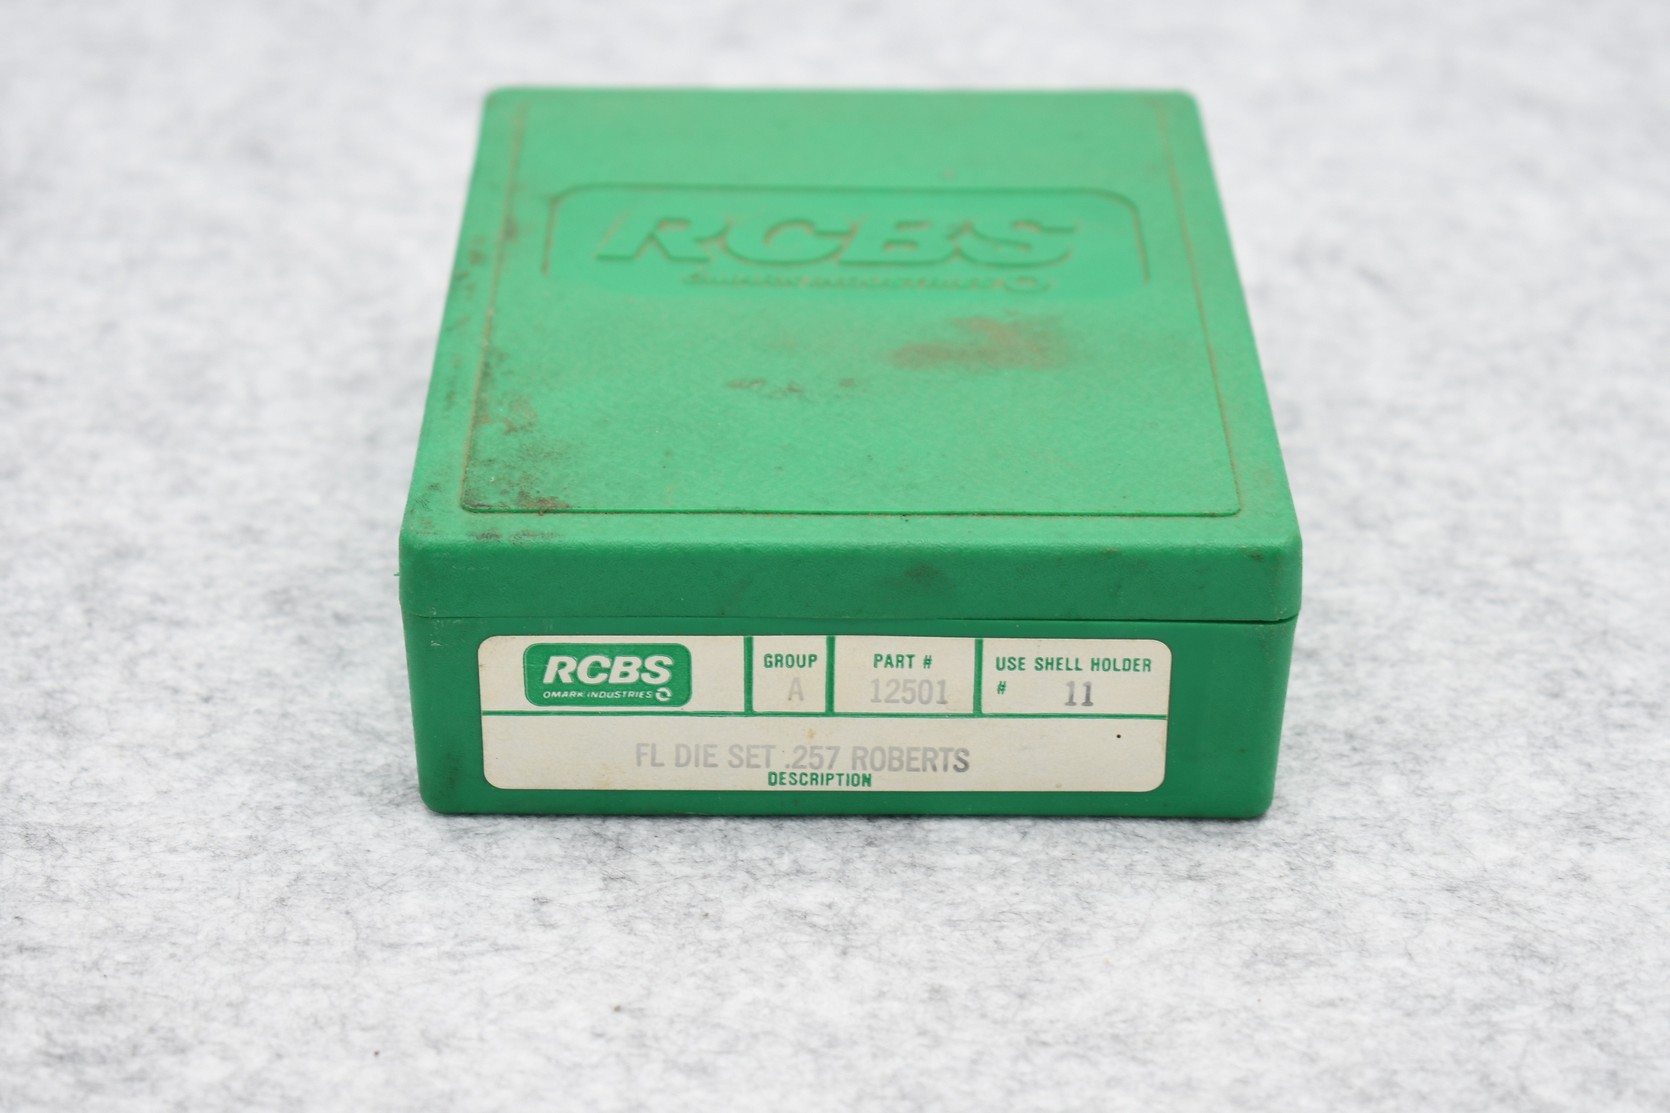 RCBS
RCBS
OMARK INDUSTRIES
GROUP
A
PART #
12501
USE SHELL HOLDER
# 11
FL DIE SET .257 ROBERTS
DESCRIPTION